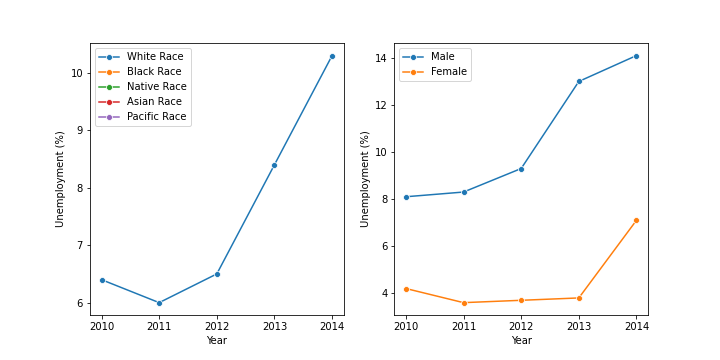 White Race
Black Race
Native Race
Asian Race
Pacific Race
10
9
8
7
6
Unemployment (%)
2010 2011 2012 2013 2014
Year
Male
Female
14
12
10
8
6
4
Unemployment (%)
2010 2011 2012 2013 2014
Year